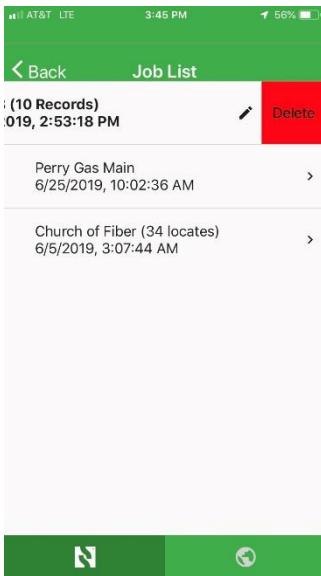 AT&T LTE 3:45 PM 56%
Back Job List
(10 Records)
019, 2:53:18 PM
Delete
Perry Gas Main
6/25/2019, 10:02:36 AM
Church of Fiber (34 locates)
6/5/2019, 3:07:44 AM